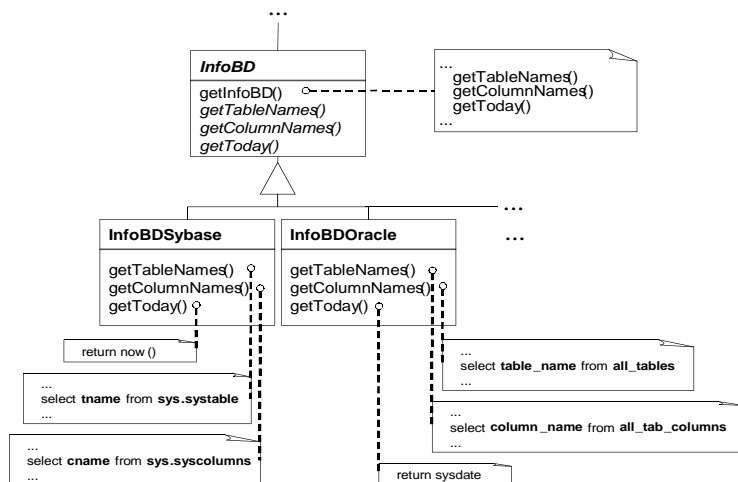 ...
InfoBD
getInfoBD()
getTableNames()
getColumnNames()
getToday()
...
getTableNames()
getColumnNames()
getToday()
...
...
...
InfoBDSybase
getTableNames()
getColumnNames()
getToday()
InfoBDOracle
getTableNames()
getColumnNames()
getToday()
return now ()
...
select tname from sys.systable
...
...
select cname from sys.syscolumns
...
...
select table_name from all_tables
...
...
select column_name from all_tab_columns
...
return sysdate